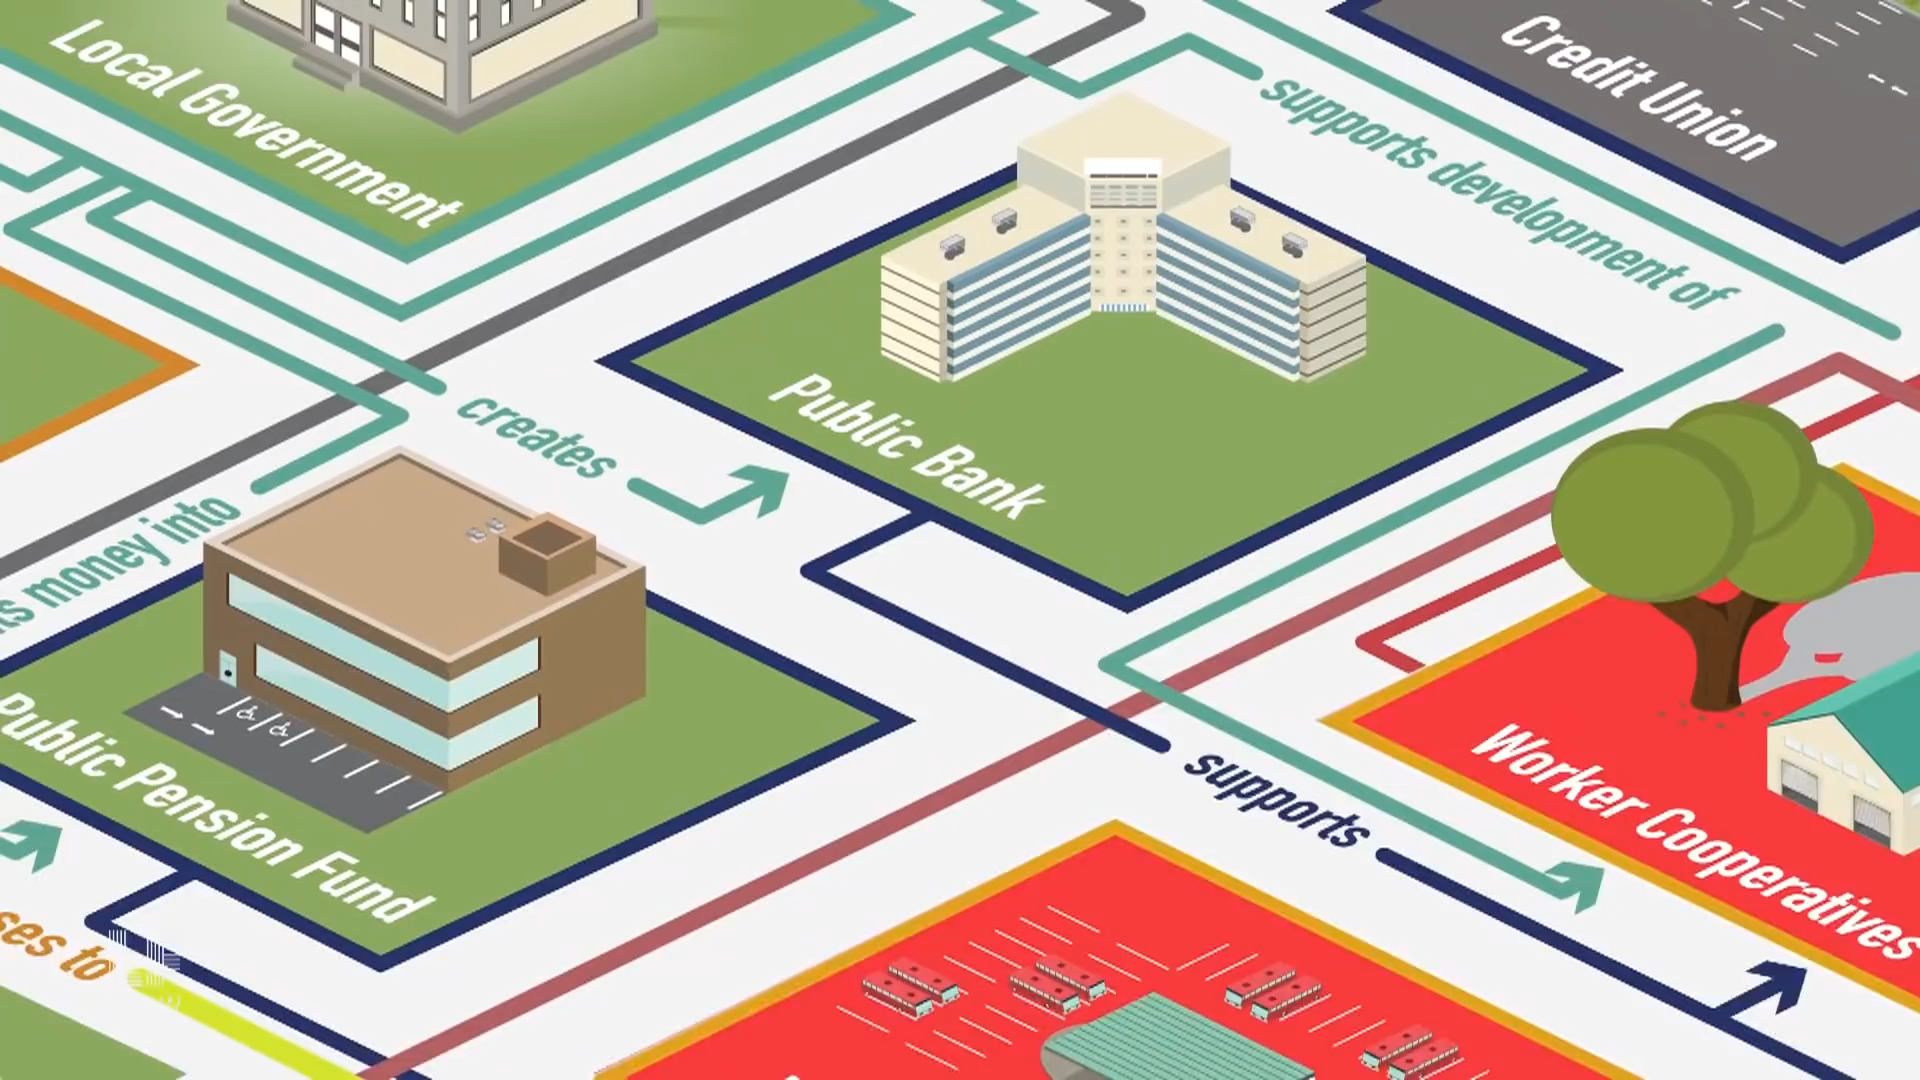 Local Government
Credit Union
supports development of
creates
Public Bank
money into
Public Pension Fund
supports
Worker Cooperatives
to